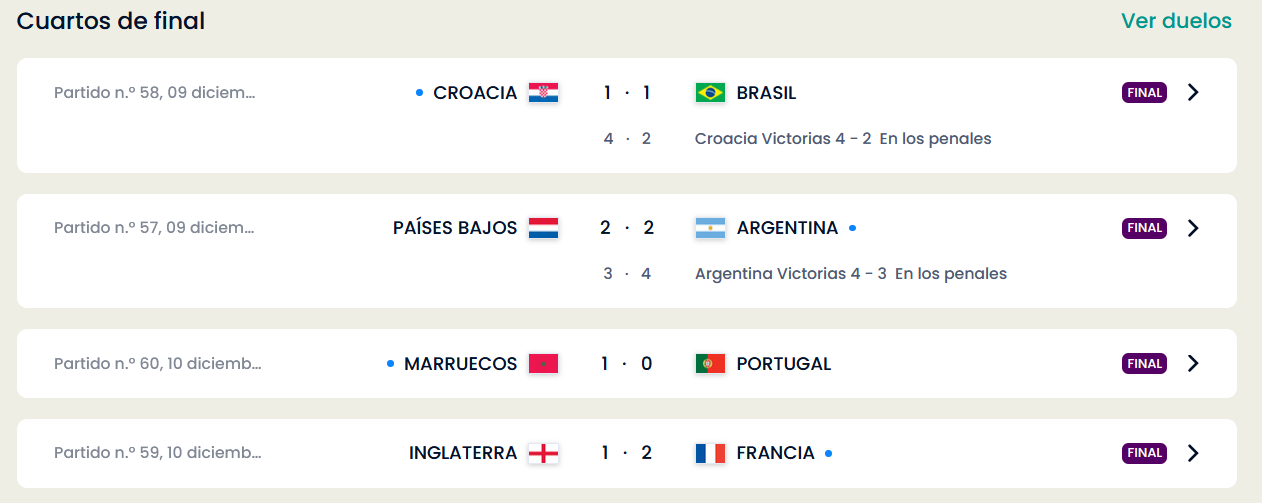 Cuartos de final Ver duelos
Partido n.º 58, 09 diciem... CROACIA 1 · 1 BRASIL FINAL
4 · 2 Croacia Victorias 4 - 2 En los penales
Partido n.º 57, 09 diciem... PAÍSES BAJOS 2 · 2 ARGENTINA FINAL
3 · 4 Argentina Victorias 4 - 3 En los penales
Partido n.º 60, 10 diciemb... MARRUECOS 1 · 0 PORTUGAL FINAL
Partido n.º 59, 10 diciemb... INGLATERRA 1 · 2 FRANCIA FINAL